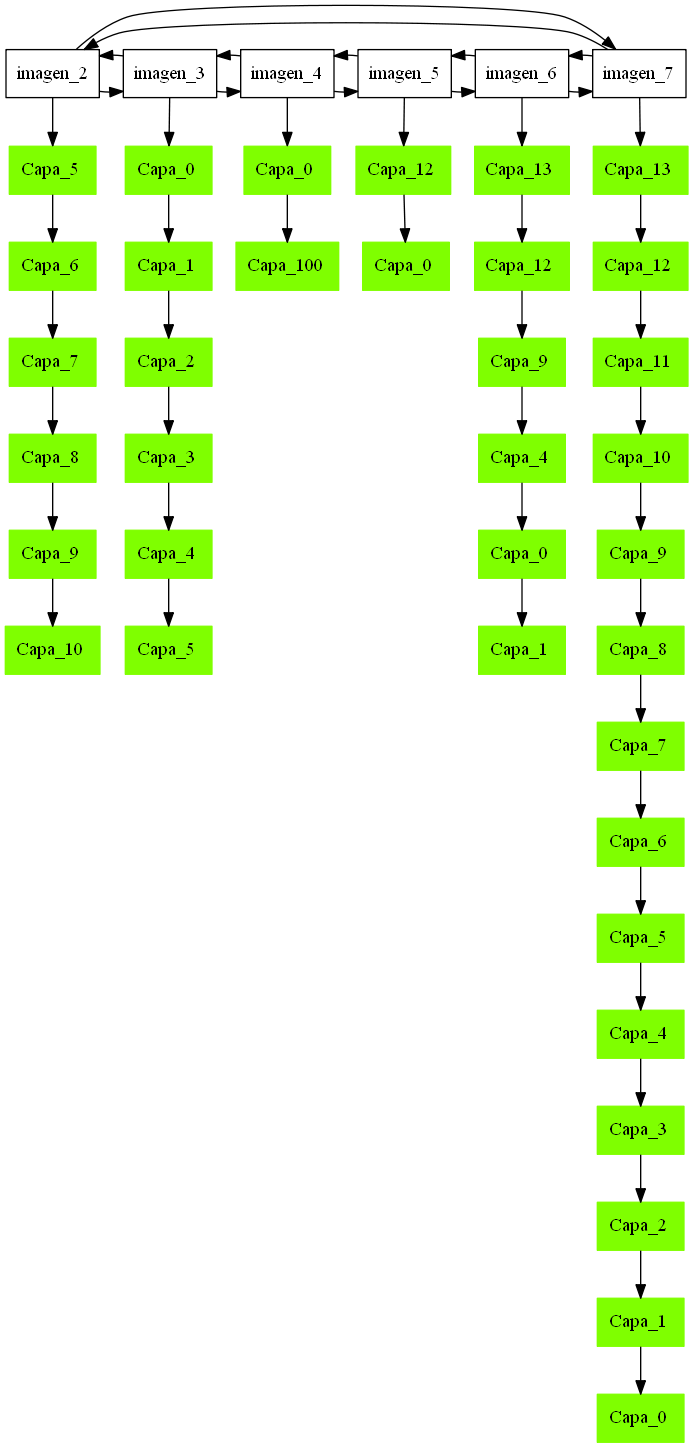 imagen_2 imagen_3 imagen_4 imagen_5 imagen_6 imagen_7
Capa_5 Capa_0 Capa_0 Capa_12 Capa_13 Capa_13
Capa_6 Capa_1 Capa_100 Capa_0 Capa_12 Capa_12
Capa_7 Capa_2 Capa_9 Capa_11
Capa_8 Capa_3 Capa_4 Capa_10
Capa_9 Capa_4 Capa_0 Capa_9
Capa_10 Capa_5 Capa_1 Capa_8
Capa_7
Capa_6
Capa_5
Capa_4
Capa_3
Capa_2
Capa_1
Capa_0